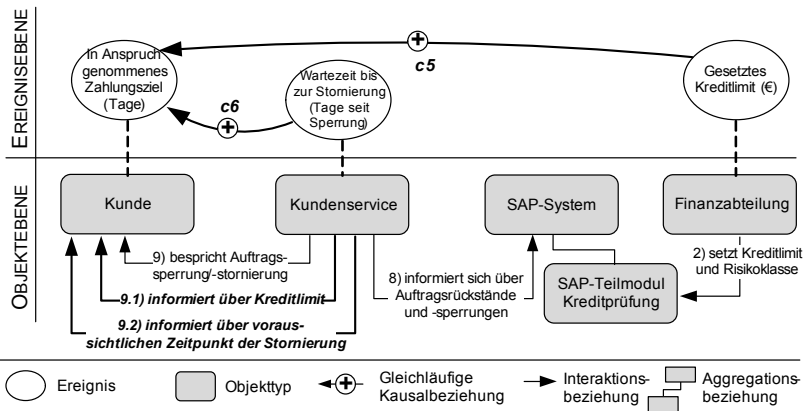 EREIGNISEBENE
In Anspruch
genommenes
Zahlungsziel
(Tage)
c6
Wartezeit bis
zur Stornierung
(Tage seit
Sperrung)
c5
Gesetztes
Kreditlimit (€)
OBJEKTEBENE
Kunde
Kundenservice
SAP-System
Finanzabteilung
SAP-Teilmodul
Kreditprüfung
9) bespricht Auftrags-
sperrung/-stornierung
9.1) informiert über Kreditlimit
9.2) informiert über voraus-
sichtlichen Zeitpunkt der Stornierung
8) informiert sich über
Auftragsrückstände
und -sperrungen
2) setzt Kreditlimit
und Risikoklasse
Ereignis
Objekttyp
Gleichläufige
Kausalbeziehung
Interaktions-
beziehung
Aggregations-
beziehung